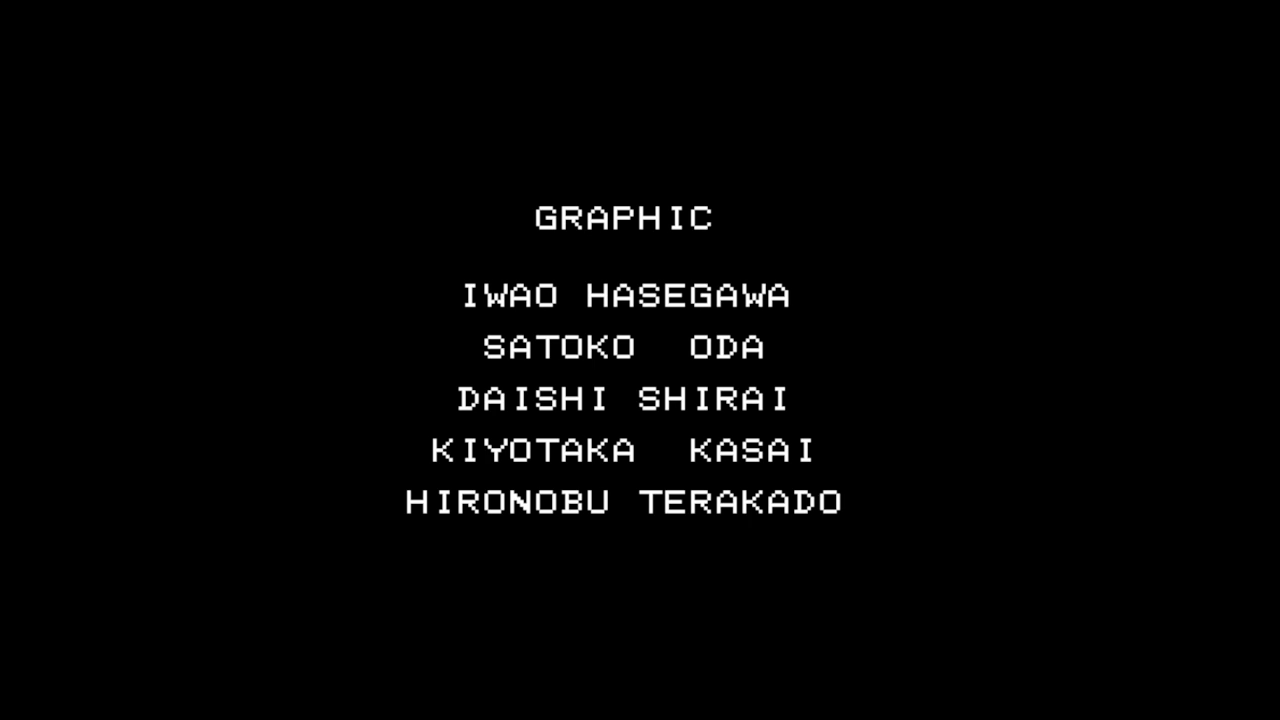 GRAPHIC
IWAO HASEGAWA
SATOKO ODA
DAISHI SHIRAI
KIYOTAKA KASAI
HIRONOBU TERAKADO